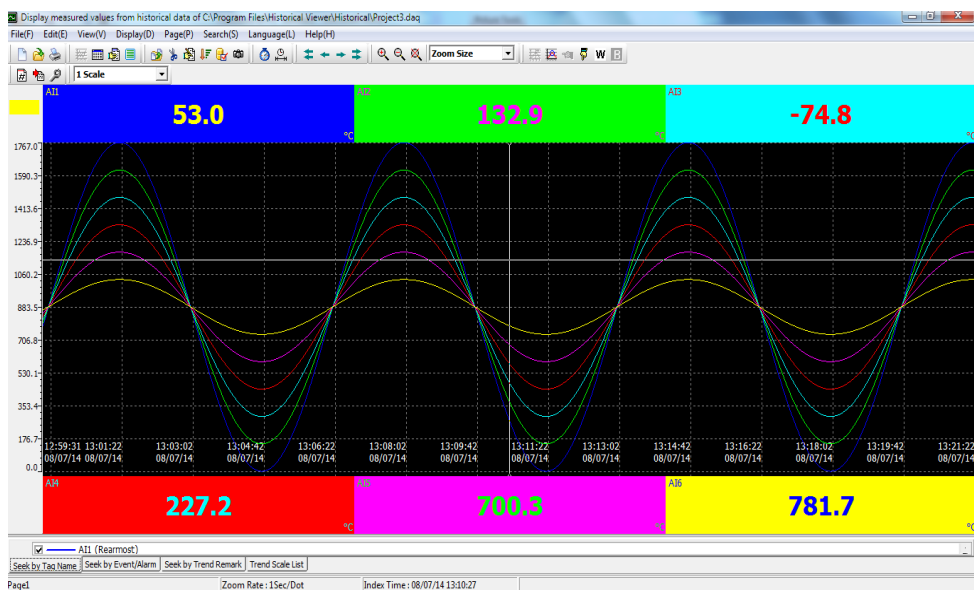 Display measured values from historical data of C:\Program Files\Historical Viewer\Historical\Project3.daq
File(F) Edit(E) View(V) Display(D) Page(P) Search(S) Language(L) Help(H)
Zoom Size
W B
1 Scale
AI1 AI2 AI3
53.0 132.9 -74.8
°C °C °C
1767.0
1590.3
1413.6
1236.9
1060.2
883.5
706.8
530.1
353.4
176.7
0.0
12:59:31 13:01:22 13:03:02 13:04:42 13:06:22 13:08:02 13:09:42 13:11:22 13:13:02 13:14:42 13:16:22 13:18:02 13:19:42 13:21:22
08/07/14 08/07/14 08/07/14 08/07/14 08/07/14 08/07/14 08/07/14 08/07/14 08/07/14 08/07/14 08/07/14 08/07/14 08/07/14 08/07/14
AI4 AI5 AI6
227.2 700.3 781.7
°C °C °C
AI1 (Rearmost)
Seek by Tag Name Seek by Event/Alarm Seek by Trend Remark Trend Scale List
Page1 Zoom Rate : 1Sec/Dot Index Time : 08/07/14 13:10:27